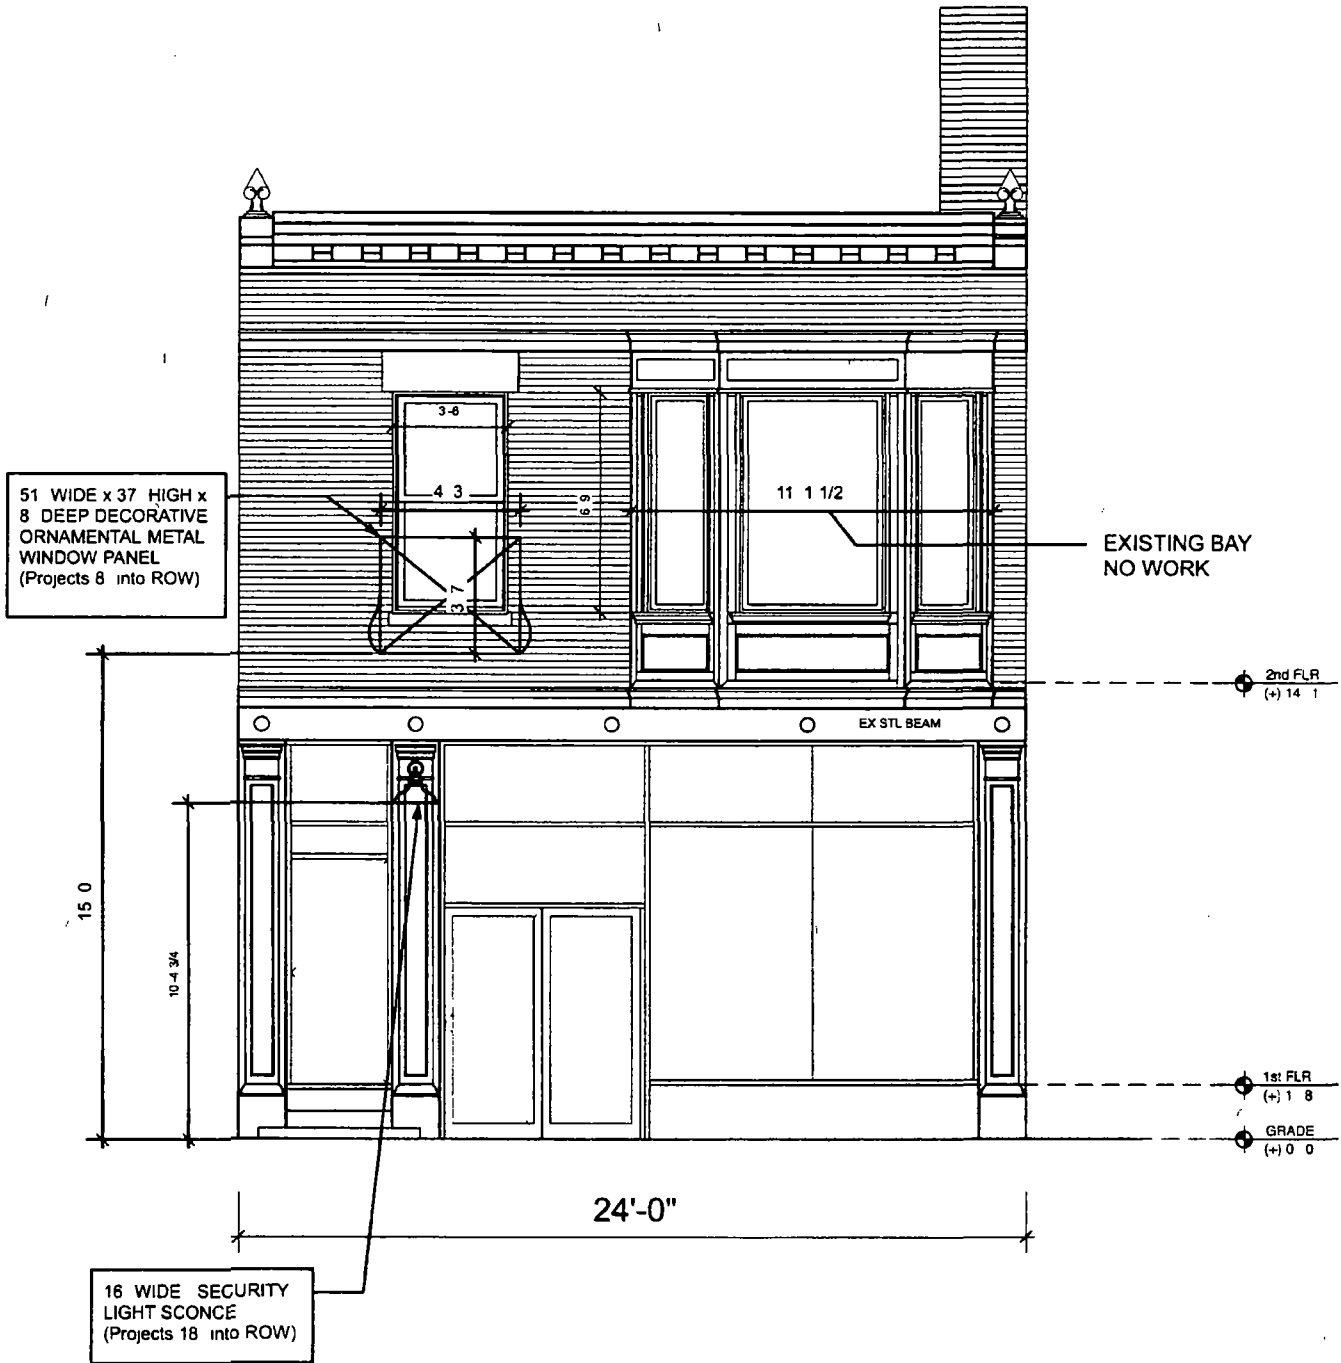 3-6
51 WIDE x 37 HIGH x
8 DEEP DECORATIVE
ORNAMENTAL METAL
WINDOW PANEL
(Projects 8 into ROW)
4 3
6 9
11 1 1/2
EXISTING BAY
NO WORK
3 7
2nd FLR
(+) 14 1
EX STL BEAM
15 0
10-4 3/4
1st FLR
(+) 1 8
GRADE
(+) 0 0
24'-0"
16 WIDE SECURITY
LIGHT SCONCE
(Projects 18 into ROW)